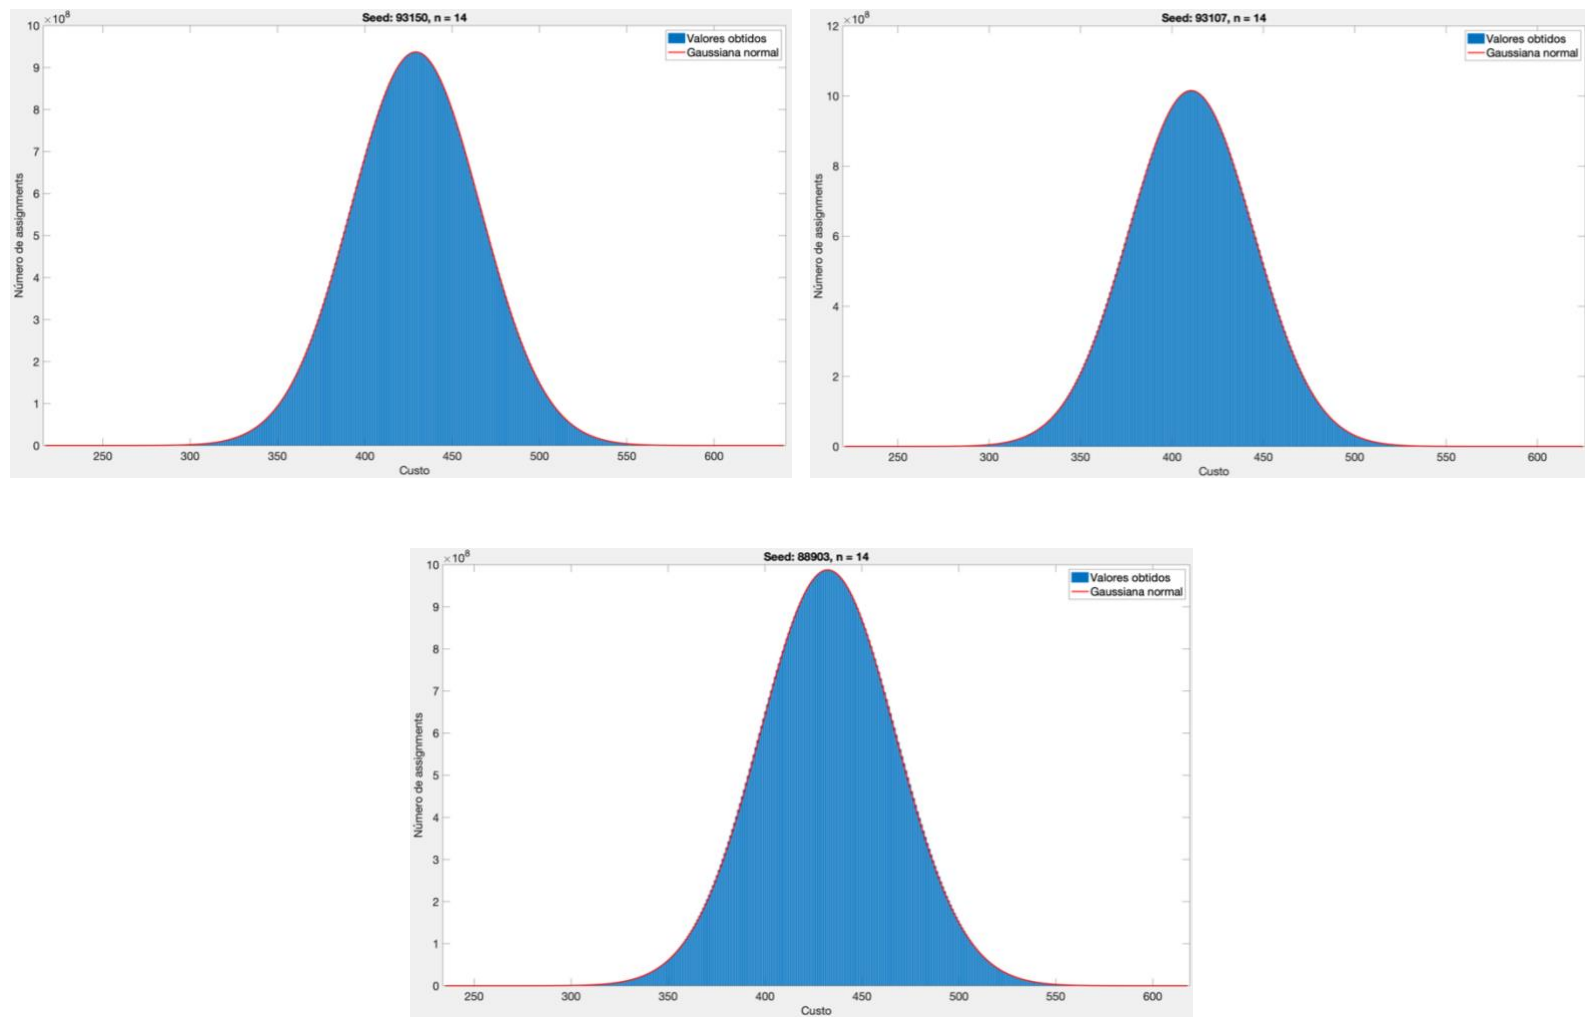 Seed: 93150, n = 14
×10⁸
10
9
8
7
6
5
4
3
2
1
0
Número de assignments
Valores obtidos
Gaussiana normal
250 300 350 400 450 500 550 600
Custo
Seed: 93107, n = 14
×10⁸
12
10
8
6
4
2
0
Número de assignments
Valores obtidos
Gaussiana normal
250 300 350 400 450 500 550 600
Custo
Seed: 88903, n = 14
×10⁸
10
9
8
7
6
5
4
3
2
1
0
Número de assignments
Valores obtidos
Gaussiana normal
250 300 350 400 450 500 550 600
Custo